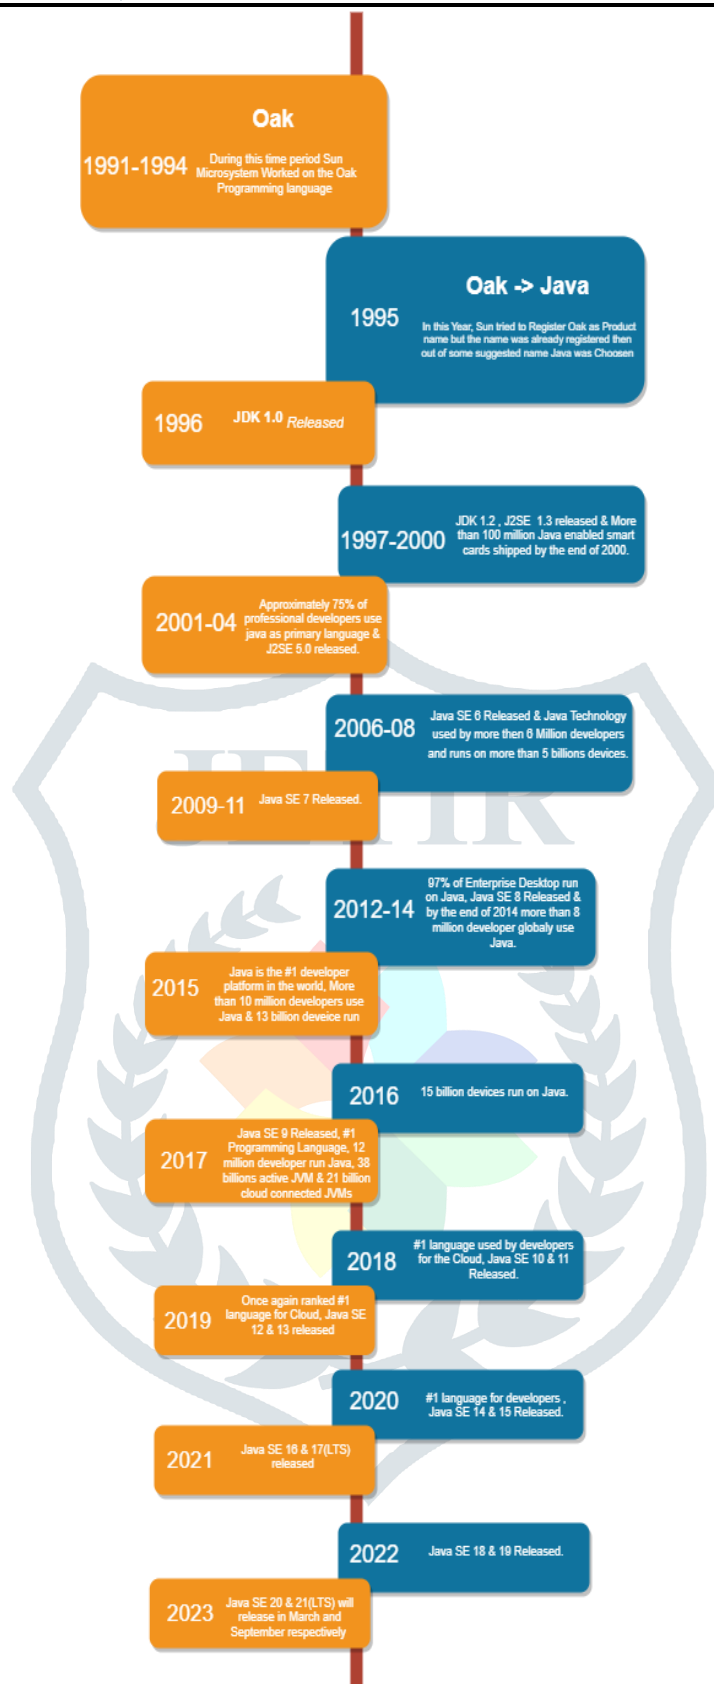 Oak
1991-1994
During this time period Sun
Microsystem Worked on the Oak
Programming language
Oak -> Java
1995
In this Year, Sun tried to Register Oak as Product
name but the name was already registered then
out of some suggested name Java was Choosen
1996
JDK 1.0 Released
1997-2000
JDK 1.2 , J2SE 1.3 released & More
than 100 million Java enabled smart
cards shipped by the end of 2000.
2001-04
Approximately 75% of
professional developers use
java as primary language &
J2SE 5.0 released.
2006-08
Java SE 6 Released & Java Technology
used by more then 6 Million developers
and runs on more than 5 billions devices.
JETIR
2009-11
Java SE 7 Released.
2012-14
97% of Enterprise Desktop run
on Java, Java SE 8 Released &
by the end of 2014 more than 8
million developer globaly use
Java.
2015
Java is the #1 developer
platform in the world, More
than 10 million developers use
Java & 13 billion deveice run
2016
15 billion devices run on Java.
2017
Java SE 9 Released, #1
Programming Language, 12
million developer run Java, 38
billions active JVM & 21 billion
cloud connected JVMs
2018
#1 language used by developers
for the Cloud, Java SE 10 & 11
Released.
2019
Once again ranked #1
language for Cloud, Java SE
12 & 13 released
2020
#1 language for developers ,
Java SE 14 & 15 Released.
2021
Java SE 16 & 17(LTS)
released
2022
Java SE 18 & 19 Released.
2023
Java SE 20 & 21(LTS) will
release in March and
September respectively